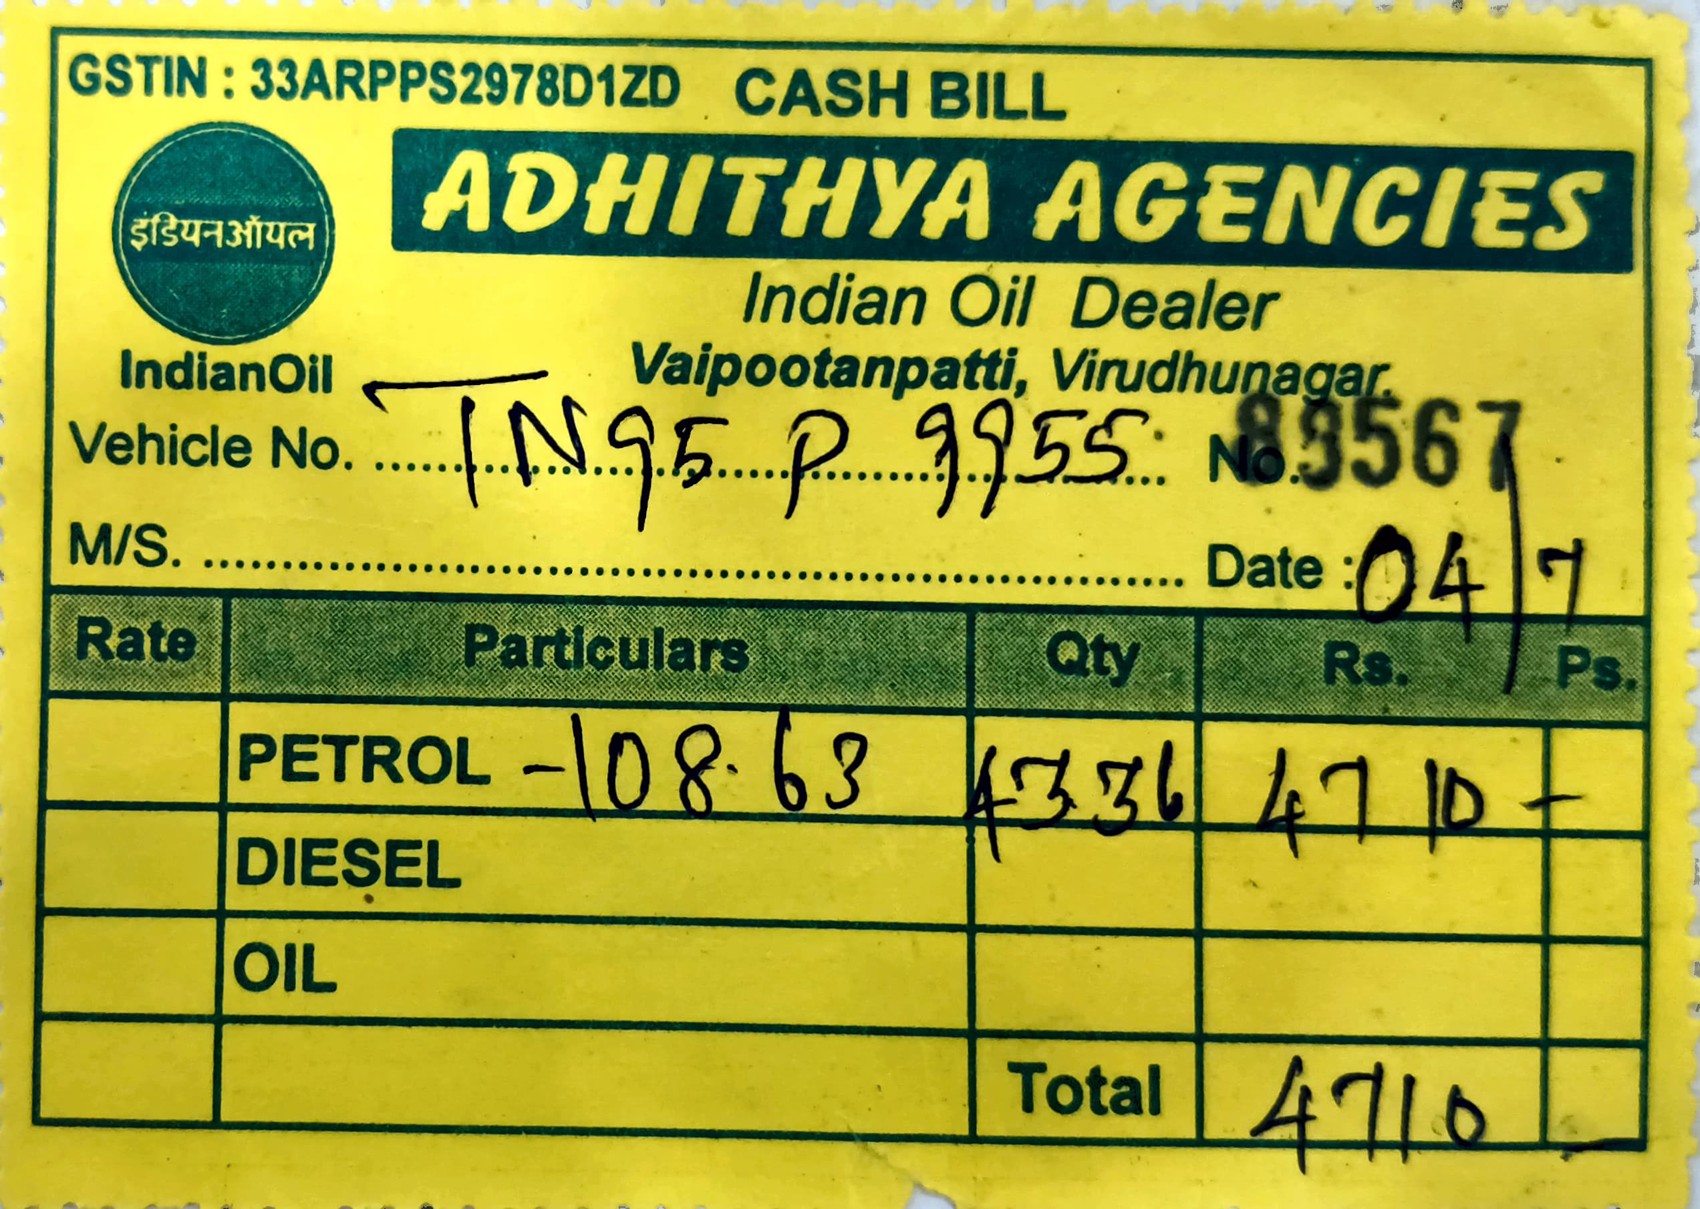 GSTIN : 33ARPPS2978D1ZD CASH BILL
ADHITHYA AGENCIES
इंडियनऑयल
IndianOil
Indian Oil Dealer
Vaipootanpatti, Virudhunagar.
Vehicle No. TN95 P 9955 No. 89567
M/S. Date : 04/7
Rate Particulars Qty Rs. Ps.
PETROL -108.63 43.36 4710 -
DIESEL
OIL
Total 4710 -